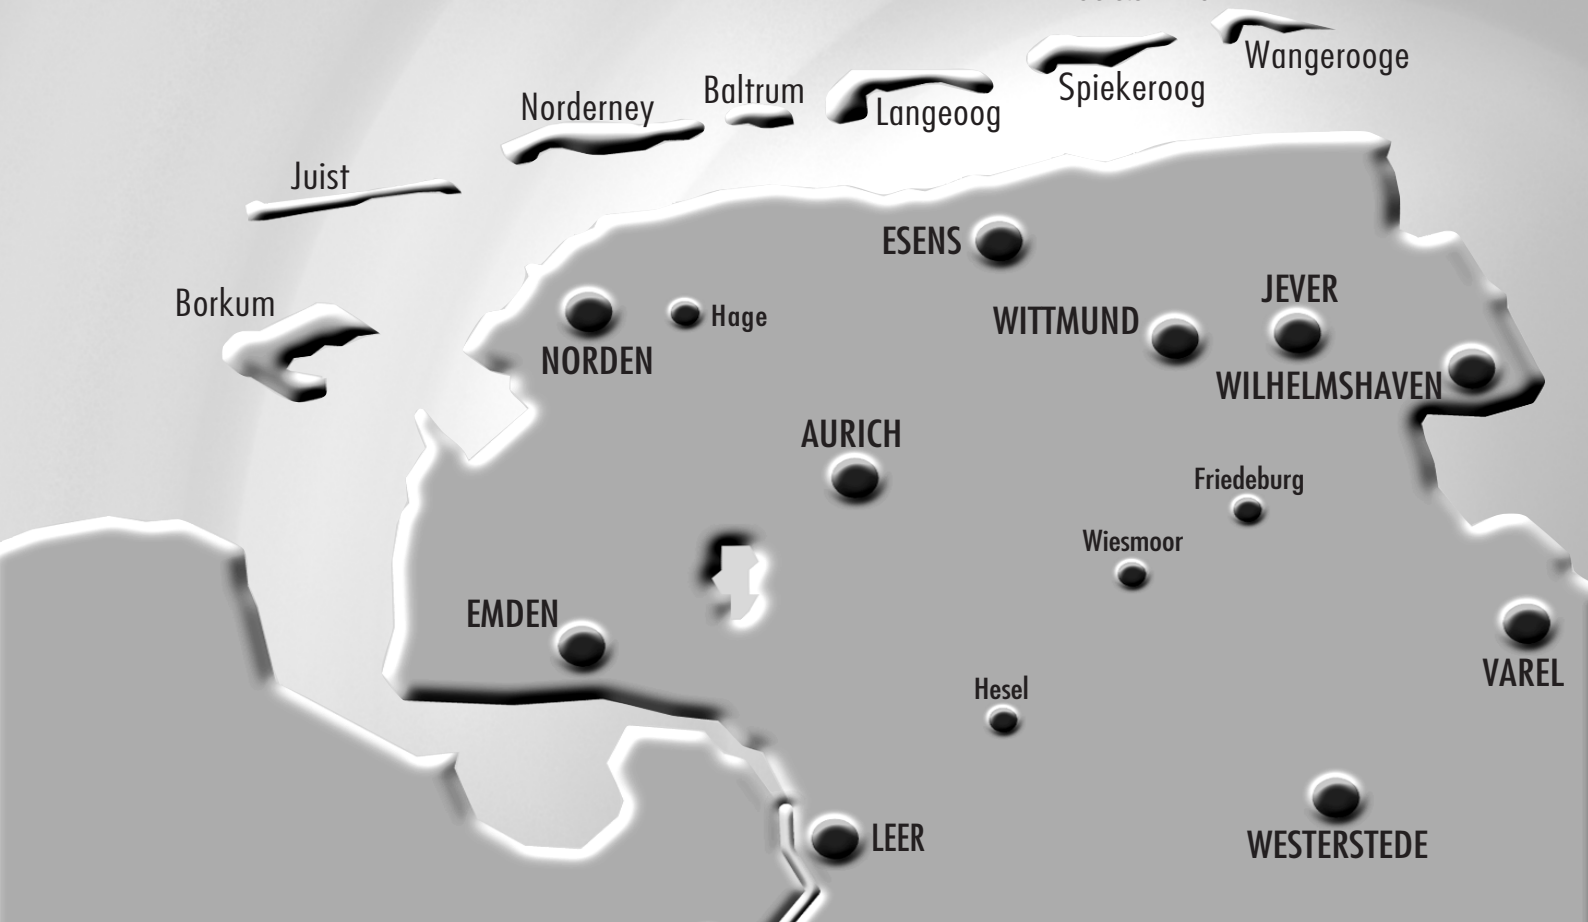 Wangerooge
Spiekeroog
Baltrum
Langeoog
Norderney
Juist
Borkum
ESENS
JEVER
WITTMUND
Hage
NORDEN
WILHELMSHAVEN
AURICH
Friedeburg
Wiesmoor
EMDEN
VAREL
Hesel
LEER
WESTERSTEDE